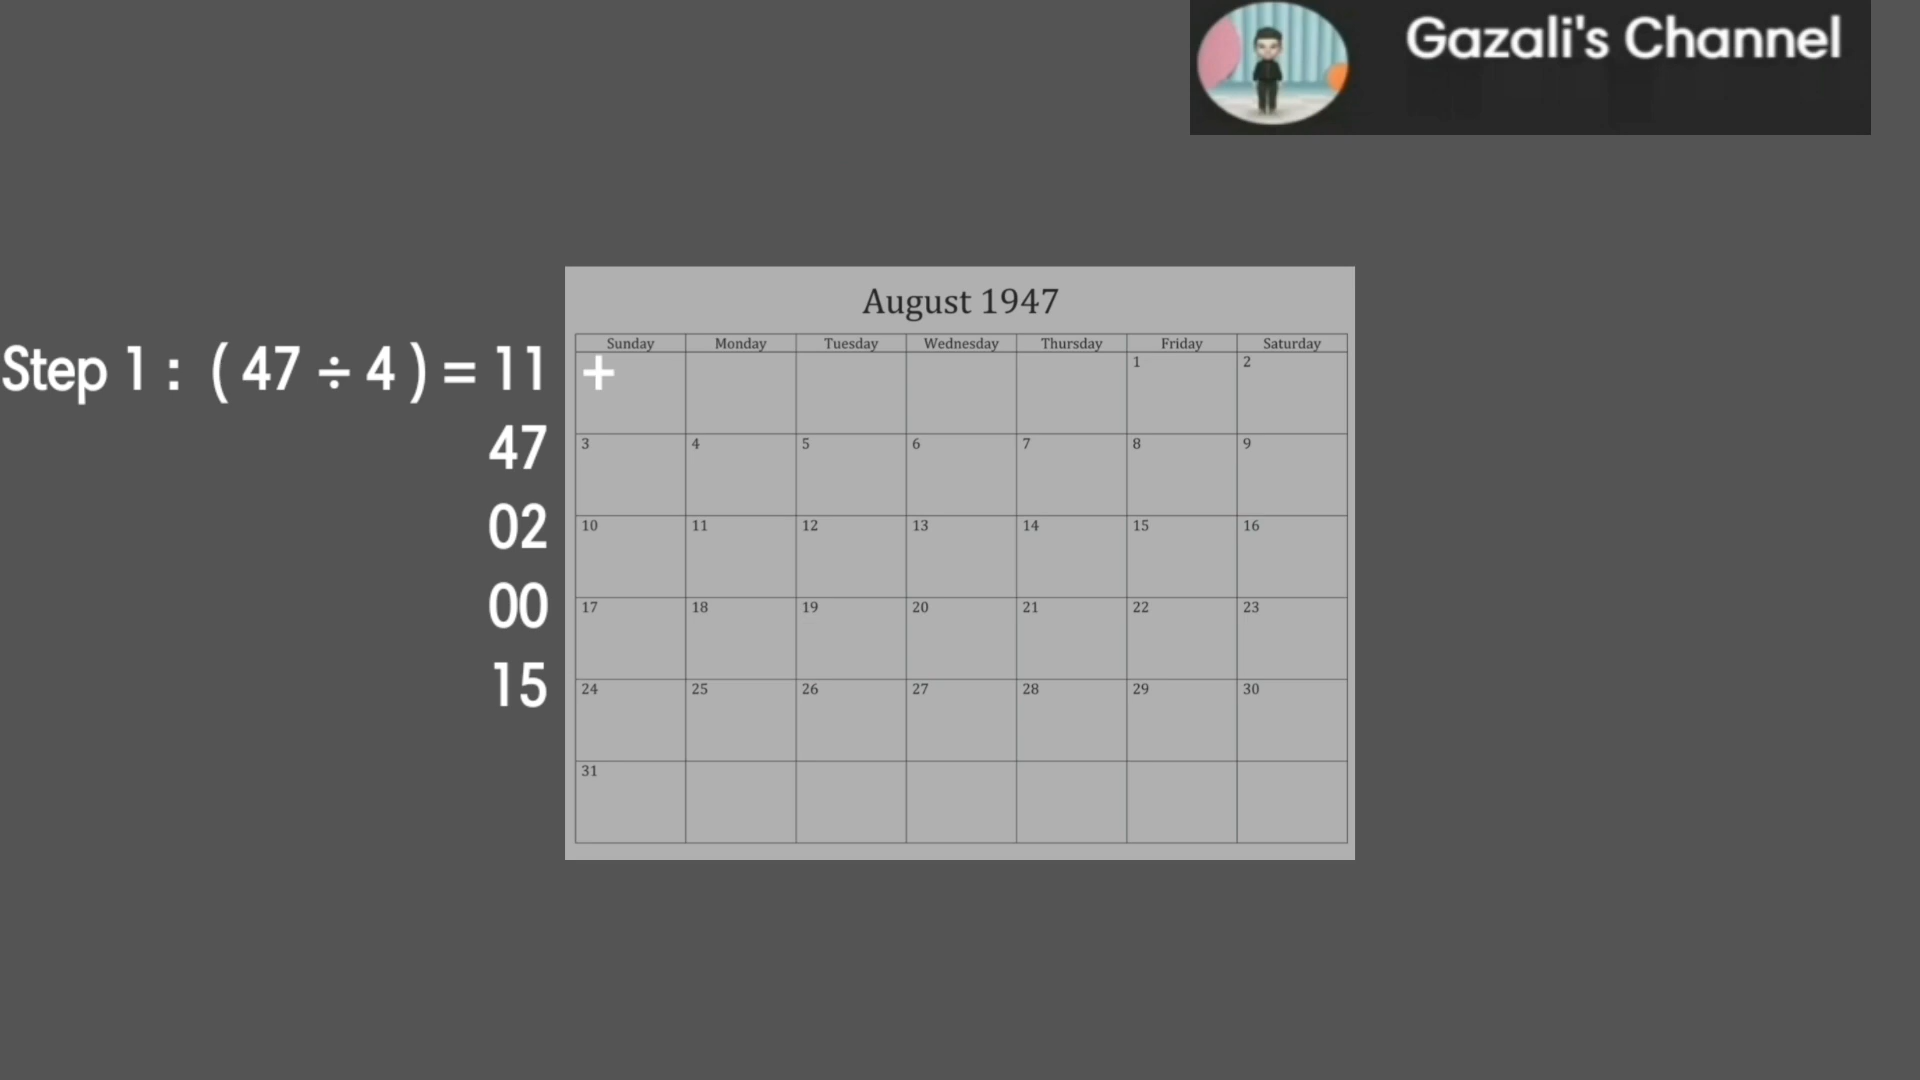 Gazali's Channel
August 1947
Sunday Monday Tuesday Wednesday Thursday Friday Saturday
Step 1 : ( 47 ÷ 4 ) = 11 +
1 2
47
3 4 5 6 7 8 9
02
10 11 12 13 14 15 16
00
17 18 19 20 21 22 23
15
24 25 26 27 28 29 30
31